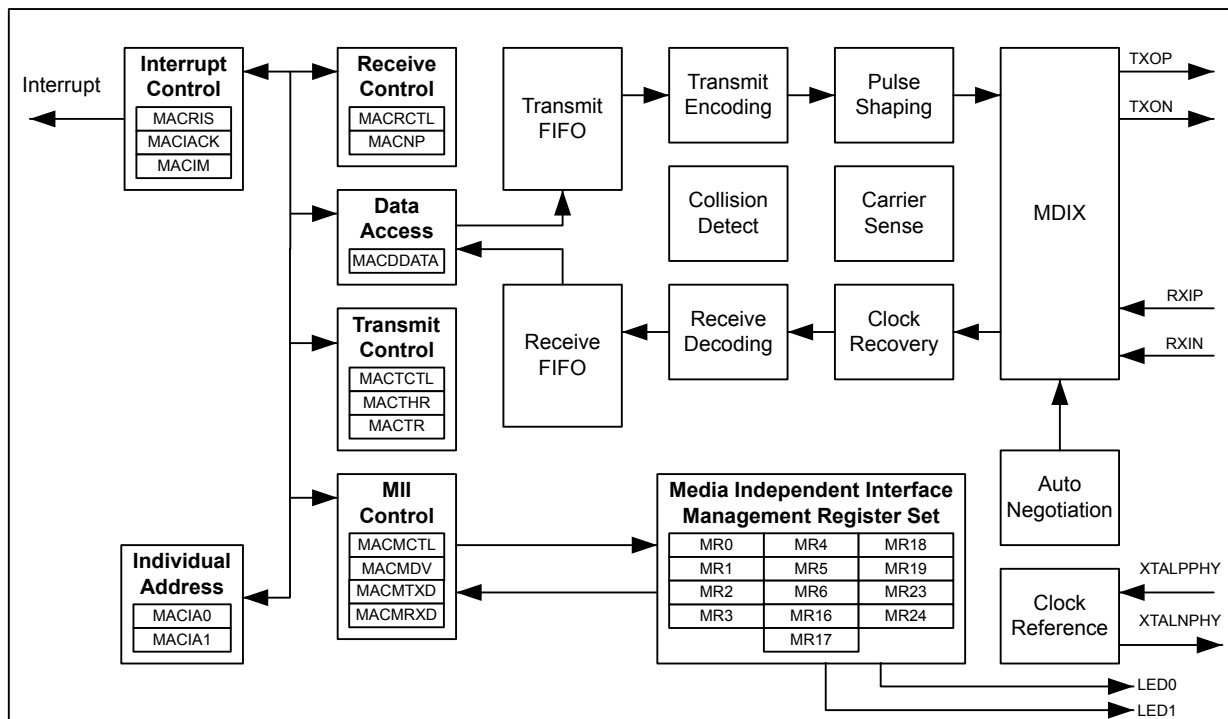 Interrupt
Interrupt
Control
MACRIS
MACIACK
MACIM
Receive
Control
MACRCTL
MACNP
Data
Access
MACDDATA
Transmit
Control
MACTCTL
MACTHR
MACTR
MII
Control
MACMCTL
MACMDV
MACMTXD
MACMRXD
Individual
Address
MACIA0
MACIA1
Transmit
FIFO
Transmit
Encoding
Pulse
Shaping
Collision
Detect
Carrier
Sense
Receive
FIFO
Receive
Decoding
Clock
Recovery
MDIX
TXOP
TXON
RXIP
RXIN
Auto
Negotiation
Media Independent Interface
Management Register Set
MR0 MR4 MR18
MR1 MR5 MR19
MR2 MR6 MR23
MR3 MR16 MR24
MR17
Clock
Reference
XTALPPHY
XTALNPHY
LED0
LED1